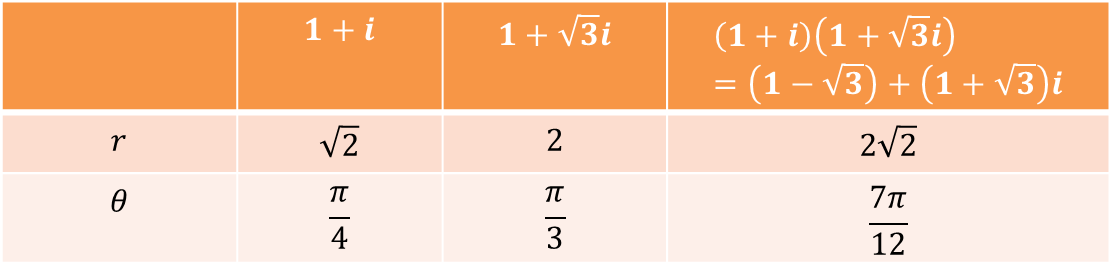 1 + i 1 + √3i (1 + i)(1 + √3i)
= (1 − √3) + (1 + √3)i
r √2 2 2√2
θ π/4 π/3 7π/12